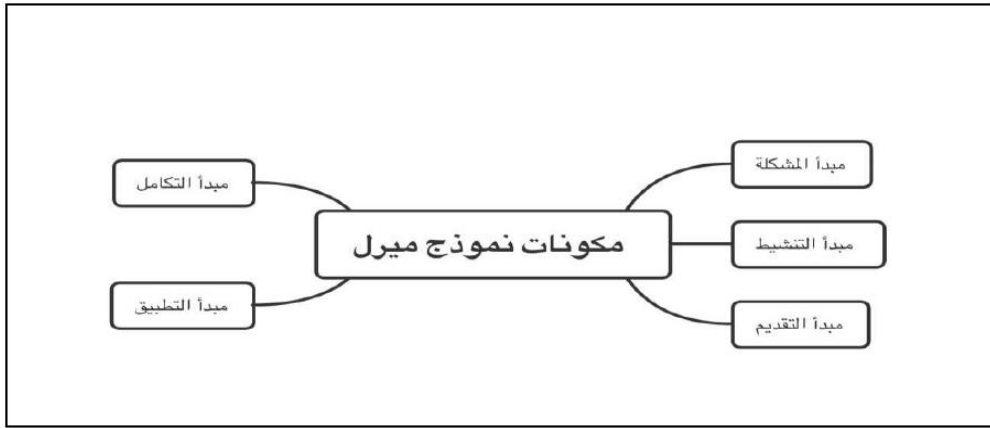 مكونات نموذج ميرل
مبدأ المشكلة
مبدأ التنشيط
مبدأ التقديم
مبدأ التكامل
مبدأ التطبيق